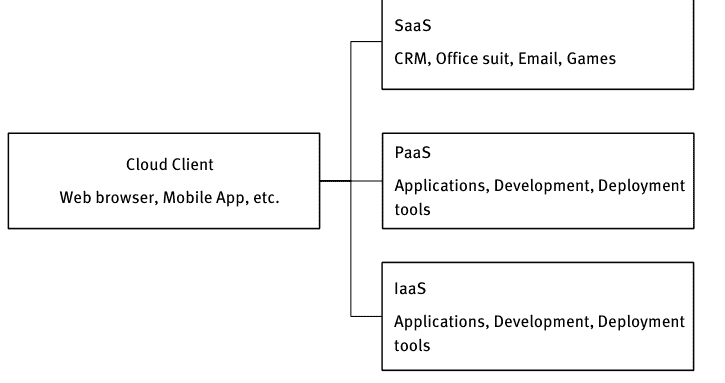 SaaS
CRM, Office suit, Email, Games
Cloud Client
Web browser, Mobile App, etc.
PaaS
Applications, Development, Deployment
tools
IaaS
Applications, Development, Deployment
tools